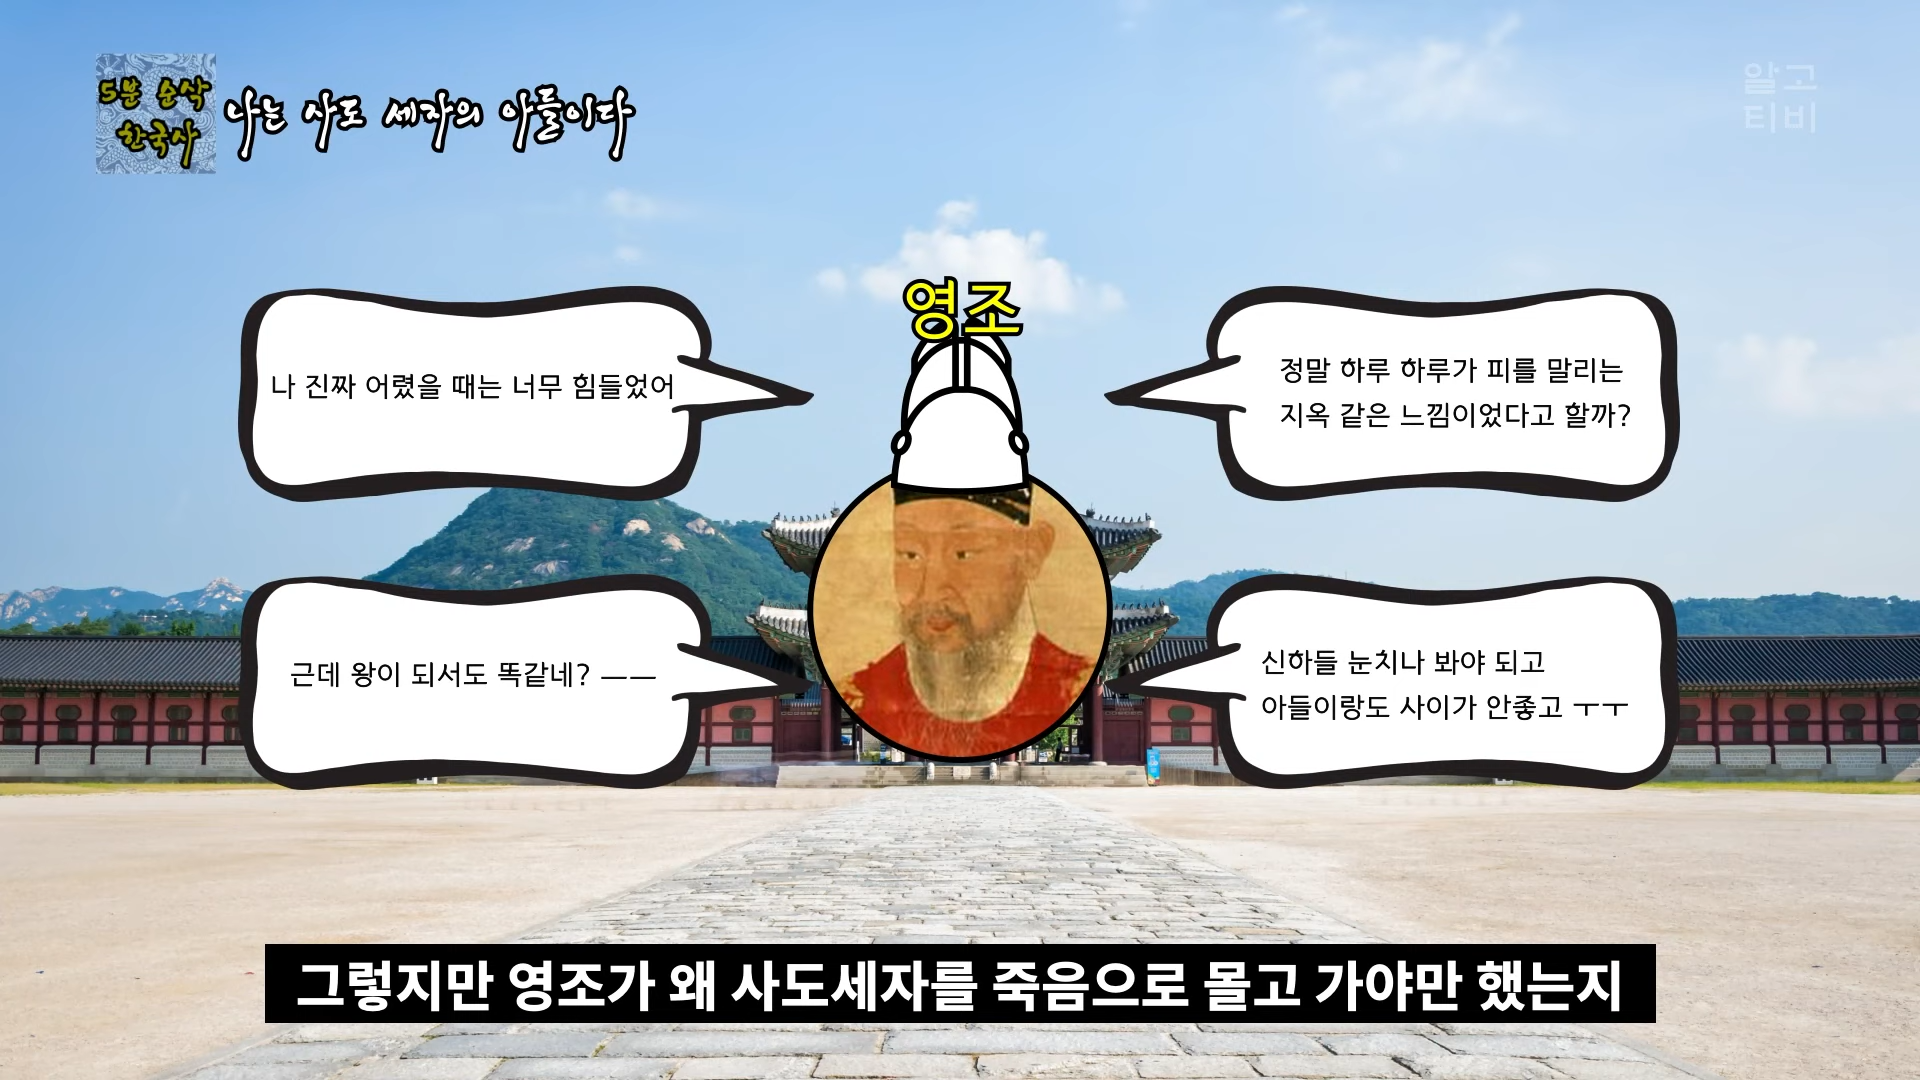 5분 순삭
한국사
나는 사도 세자의 아들이다
알고
티비
영조
나 진짜 어렸을 때는 너무 힘들었어
정말 하루 하루가 피를 말리는
지옥 같은 느낌이었다고 할까?
근데 왕이 되서도 똑같네? ㅡㅡ
신하들 눈치나 봐야 되고
아들이랑도 사이가 안좋고 ㅜㅜ
그렇지만 영조가 왜 사도세자를 죽음으로 몰고 가야만 했는지